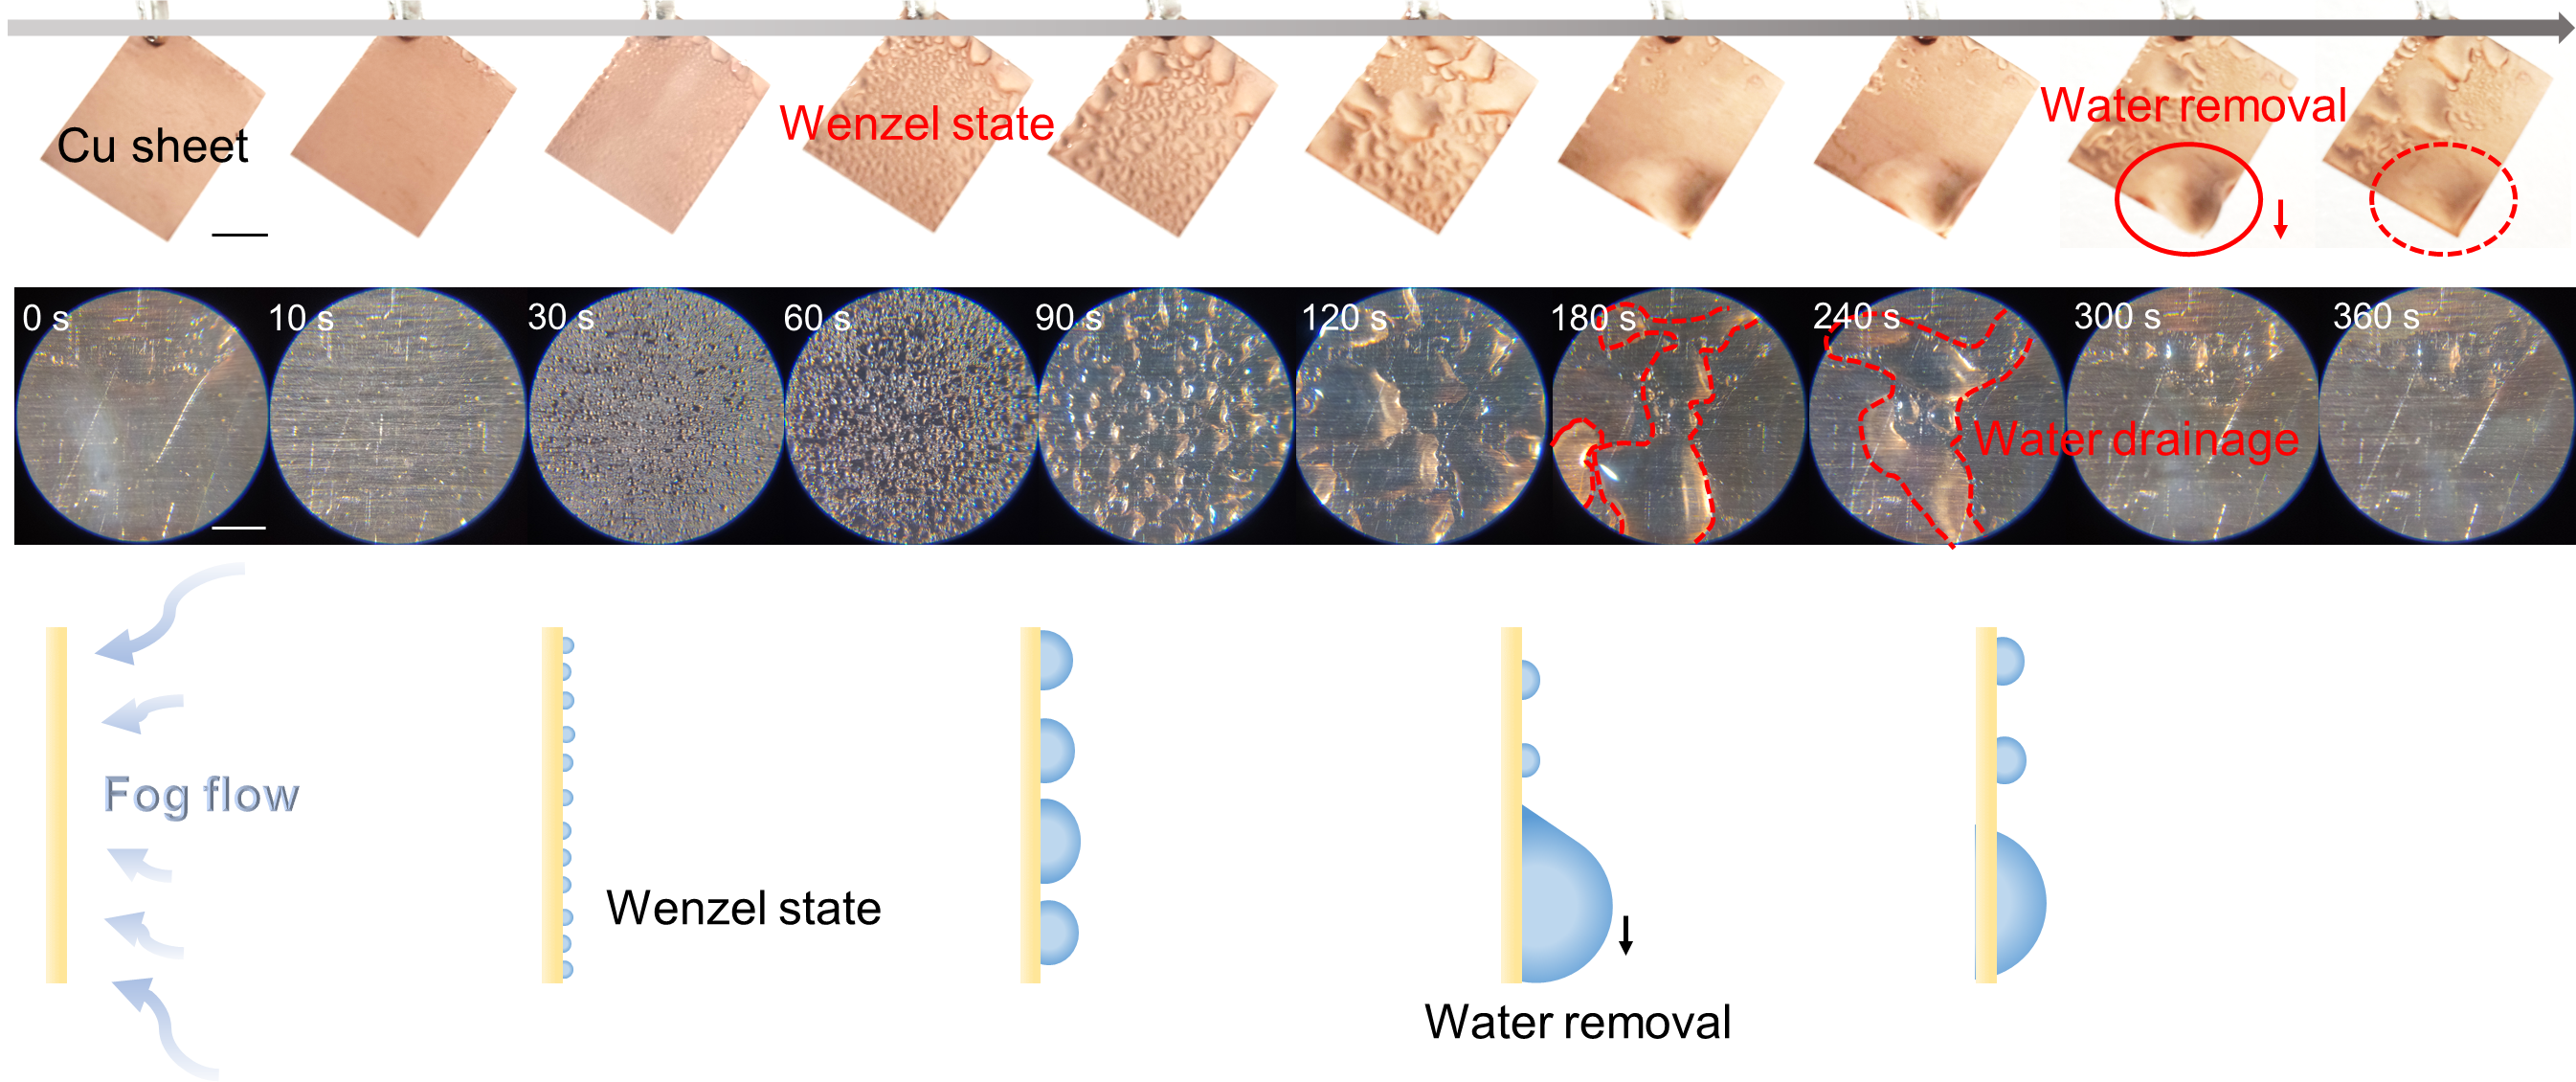 Cu sheet
Wenzel state
Water removal
0 s
10 s
30 s
60 s
90 s
120 s
180 s
240 s
300 s
360 s
Water drainage
Fog flow
Wenzel state
Water removal